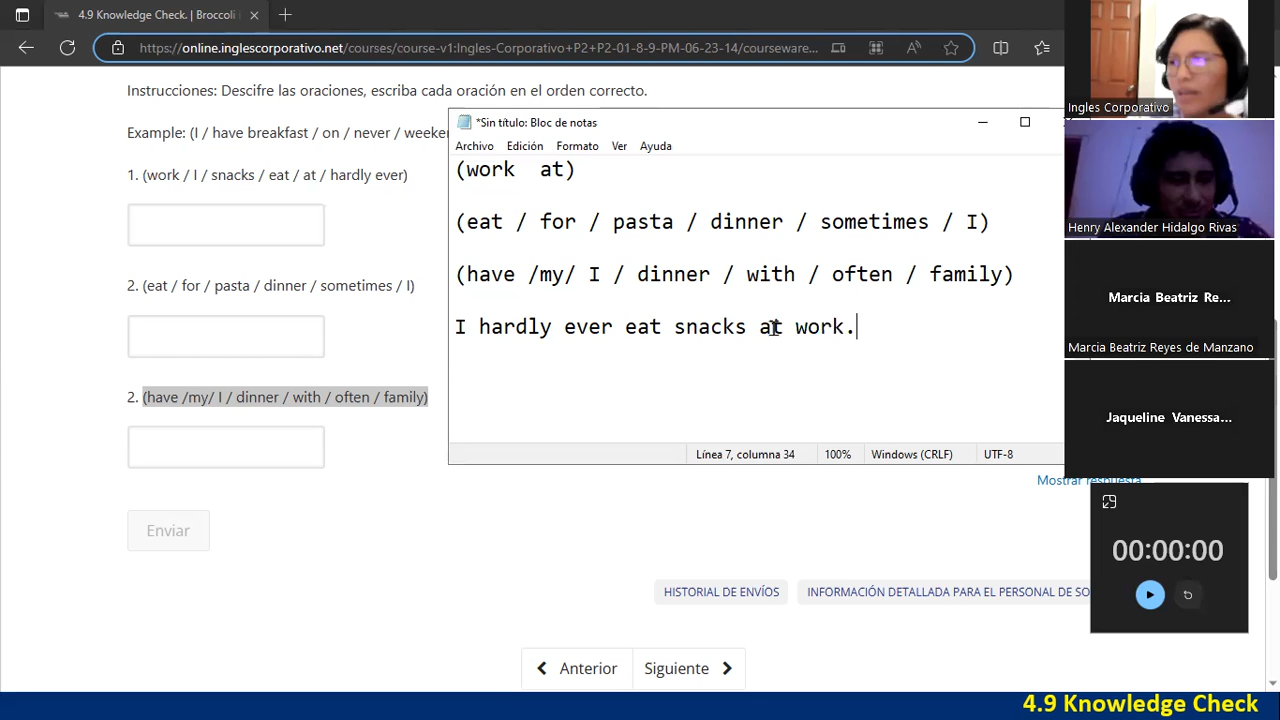 4.9 Knowledge Check. | Broccoli
https://online.inglescorporativo.net/courses/course-v1:Ingles-Corporativo+P2+P2-01-8-9-PM-06-23-14/courseware...
Instrucciones: Descifre las oraciones, escriba cada oración en el orden correcto.
Example: (I / have breakfast / on / never /
1. (work / I / snacks / eat / at / hardly ever)
2. (eat / for / pasta / dinner / sometimes / I)
2. (have /my/ I / dinner / with / often / family)
Enviar
*Sin título: Bloc de notas
Archivo Edición Formato Ver Ayuda
(work at)
(eat / for / pasta / dinner / sometimes / I)
(have /my/ I / dinner / with / often / family)
I hardly ever eat snacks at work.
Línea 7, columna 34 100% Windows (CRLF) UTF-8
Mostrar respuesta
HISTORIAL DE ENVÍOS INFORMACIÓN DETALLADA PARA EL PERSONAL DE
Anterior Siguiente
Ingles Corporativo
Henry Alexander Hidalgo Rivas
Marcia Beatriz Re...
Marcia Beatriz Reyes de Manzano
Jaqueline Vanessa...
00:00:00
4.9 Knowledge Check